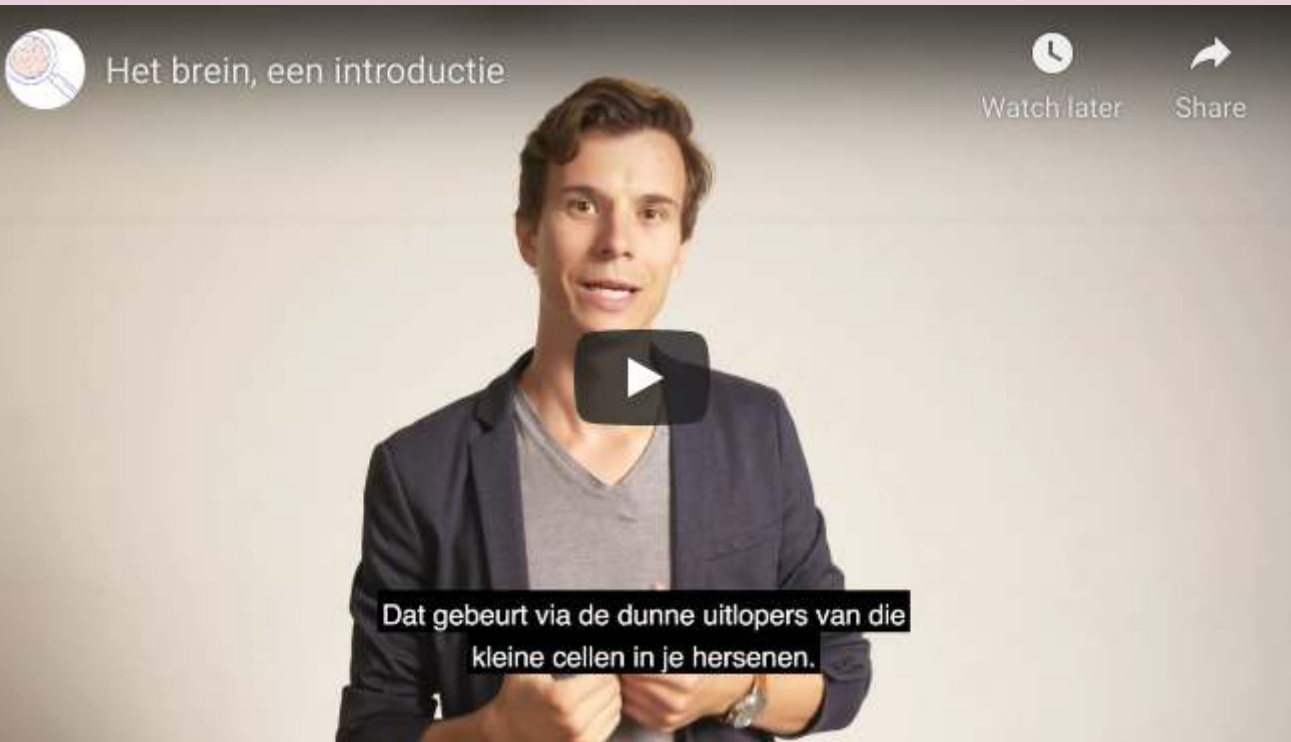 Het brein, een introductie
Watch later
Share
Dat gebeurt via de dunne uitlopers van die
kleine cellen in je hersenen.